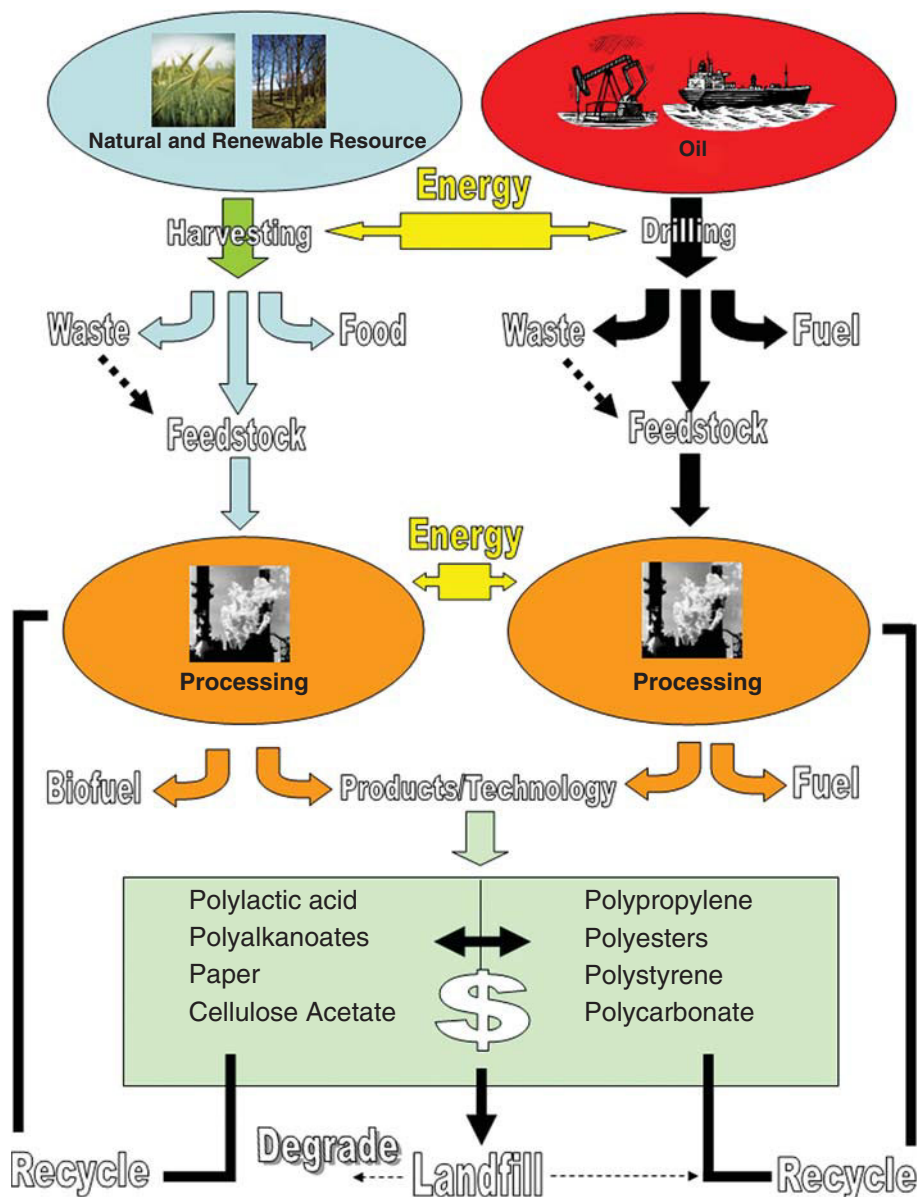 Natural and Renewable Resource
Oil
Energy
Harvesting
Drilling
Waste
Food
Waste
Fuel
Feedstock
Feedstock
Energy
Processing
Processing
Biofuel
Products/Technology
Fuel
Polylactic acid
Polyalkanoates
Paper
Cellulose Acetate
Polypropylene
Polyesters
Polystyrene
Polycarbonate
$
Recycle
Degrade
Landfill
Recycle